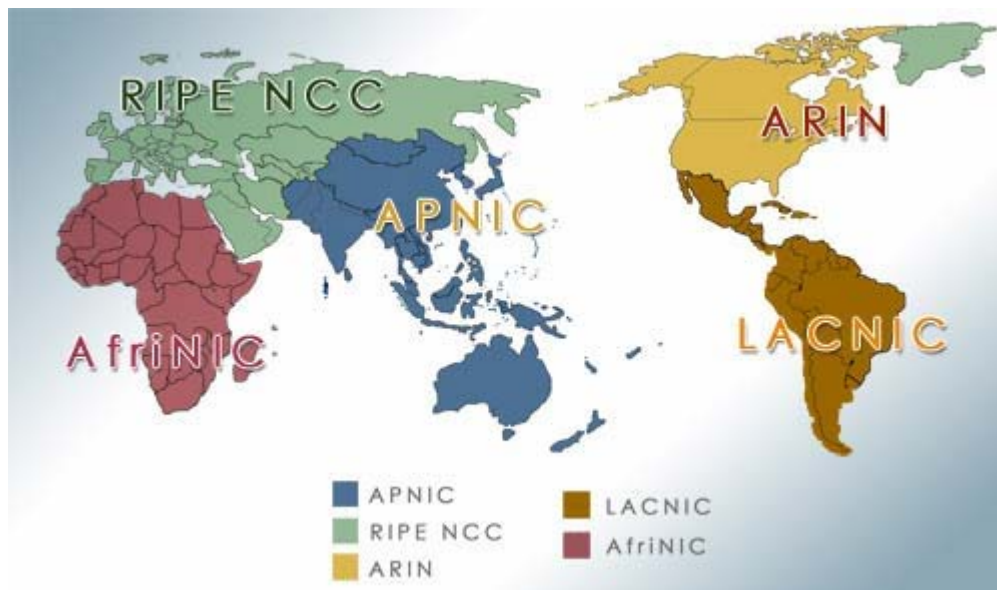 RIPE NCC
ARIN
APNIC
AfriNIC
LACNIC
APNIC
RIPE NCC
ARIN
LACNIC
AfriNIC